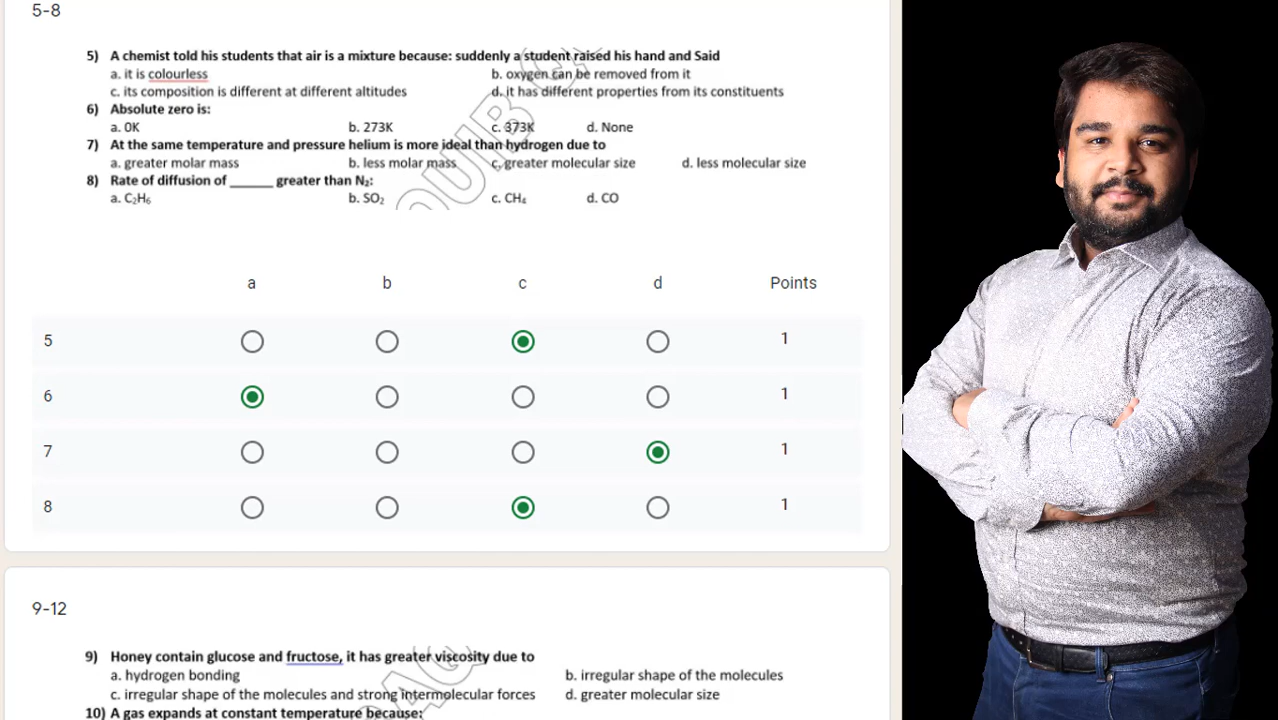 5-8
5) A chemist told his students that air is a mixture because: suddenly a student raised his hand and Said
a. it is colourless b. oxygen can be removed from it
c. its composition is different at different altitudes d. it has different properties from its constituents
6) Absolute zero is:
a. 0K b. 273K c. 373K d. None
7) At the same temperature and pressure helium is more ideal than hydrogen due to
a. greater molar mass b. less molar mass c. greater molecular size d. less molecular size
8) Rate of diffusion of ______ greater than N₂:
a. C₂H₆ b. SO₂ c. CH₄ d. CO
a b c d Points
5 1
6 1
7 1
8 1
9-12
9) Honey contain glucose and fructose, it has greater viscosity due to
a. hydrogen bonding b. irregular shape of the molecules
c. irregular shape of the molecules and strong intermolecular forces d. greater molecular size
10) A gas expands at constant temperature because: